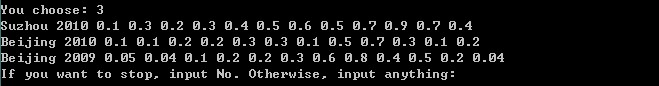 You choose: 3
Suzhou 2010 0.1 0.3 0.2 0.3 0.4 0.5 0.6 0.5 0.7 0.9 0.7 0.4
Beijing 2010 0.1 0.1 0.2 0.2 0.3 0.3 0.1 0.5 0.7 0.3 0.1 0.2
Beijing 2009 0.05 0.04 0.1 0.2 0.2 0.3 0.6 0.8 0.4 0.5 0.2 0.04
If you want to stop, input No. Otherwise, input anything: